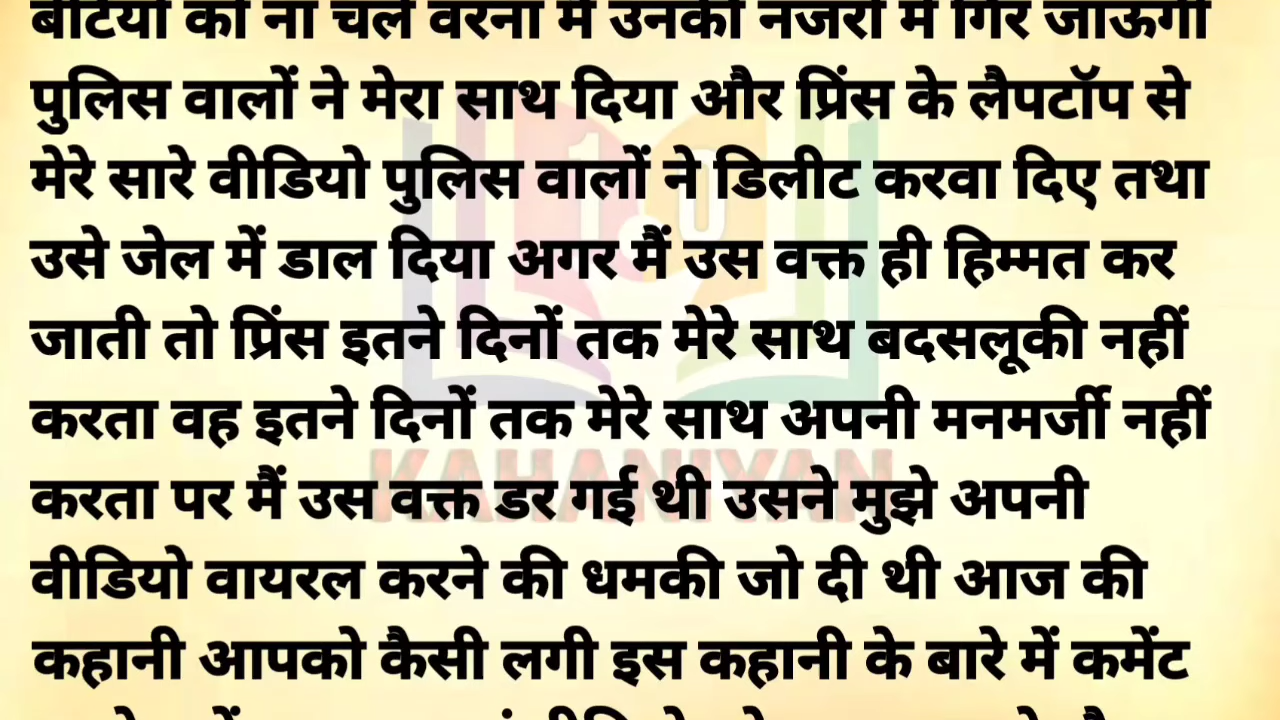 बेटियों को ना चले वरना मैं उनकी नजरों में गिर जाऊंगी
पुलिस वालों ने मेरा साथ दिया और प्रिंस के लैपटॉप से
मेरे सारे वीडियो पुलिस वालों ने डिलीट करवा दिए तथा
उसे जेल में डाल दिया अगर मैं उस वक्त ही हिम्मत कर
जाती तो प्रिंस इतने दिनों तक मेरे साथ बदसलूकी नहीं
करता वह इतने दिनों तक मेरे साथ अपनी मनमर्जी नहीं
करता पर मैं उस वक्त डर गई थी उसने मुझे अपनी
वीडियो वायरल करने की धमकी जो दी थी आज की
कहानी आपको कैसी लगी इस कहानी के बारे में कमेंट
1.0
KAHANIYAN